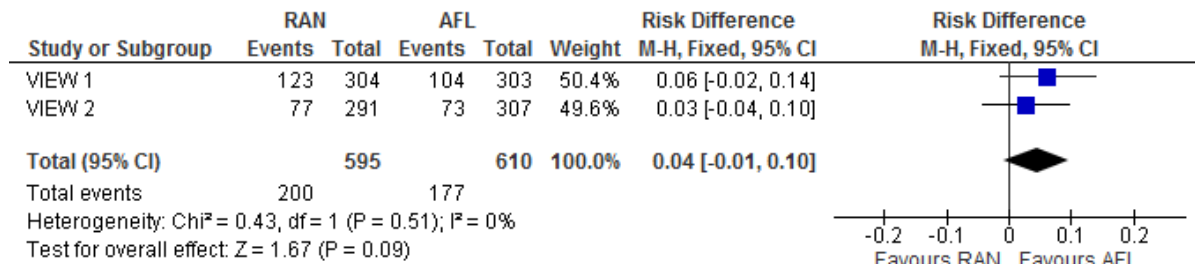 RAN AFL Risk Difference Risk Difference
Study or Subgroup Events Total Events Total Weight M-H, Fixed, 95% CI M-H, Fixed, 95% CI
VIEW 1 123 304 104 303 50.4% 0.06 [-0.02, 0.14]
VIEW 2 77 291 73 307 49.6% 0.03 [-0.04, 0.10]
Total (95% CI) 595 610 100.0% 0.04 [-0.01, 0.10]
Total events 200 177
Heterogeneity: Chi² = 0.43, df = 1 (P = 0.51); I² = 0%
Test for overall effect: Z = 1.67 (P = 0.09)
-0.2 -0.1 0 0.1 0.2
Favours RAN Favours AFL